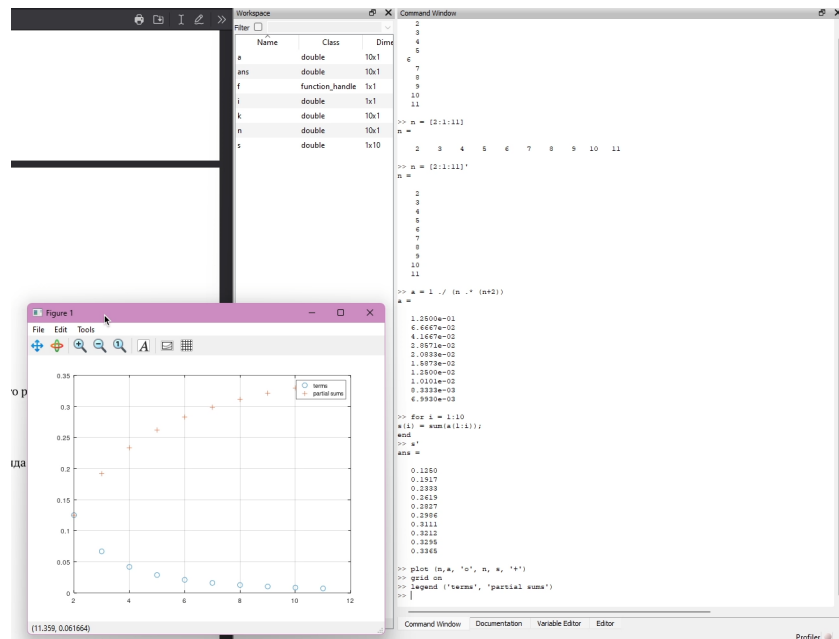 Workspace
Filter
Name Class Dime
a double 10x1
ans double 10x1
f function_handle 1x1
i double 1x1
k double 10x1
n double 10x1
s double 1x10
Command Window
2
3
4
5
6
7
8
9
10
11
>> n = [2:1:11]
n =
2 3 4 5 6 7 8 9 10 11
>> n = [2:1:11]'
n =
2
3
4
5
6
7
8
9
10
11
>> a = 1 ./ (n .* (n+2))
a =
1.2500e-01
6.6667e-02
4.1667e-02
2.8571e-02
2.0833e-02
1.5873e-02
1.2500e-02
1.0101e-02
8.3333e-03
6.9930e-03
>> for i = 1:10
s(i) = sum(a(1:i));
end
>> s'
ans =
0.1250
0.1917
0.2333
0.2619
0.2827
0.2986
0.3111
0.3212
0.3295
0.3365
>> plot (n,a, 'o', n, s, '+')
>> grid on
>> legend ('terms', 'partial sums')
>>
Command Window Documentation Variable Editor Editor
Profiler
Figure 1
File Edit Tools
0.35
0.3
0.25
0.2
0.15
0.1
0.05
0
2 4 6 8 10 12
terms
partial sums
(11.359, 0.061664)
го р
ида